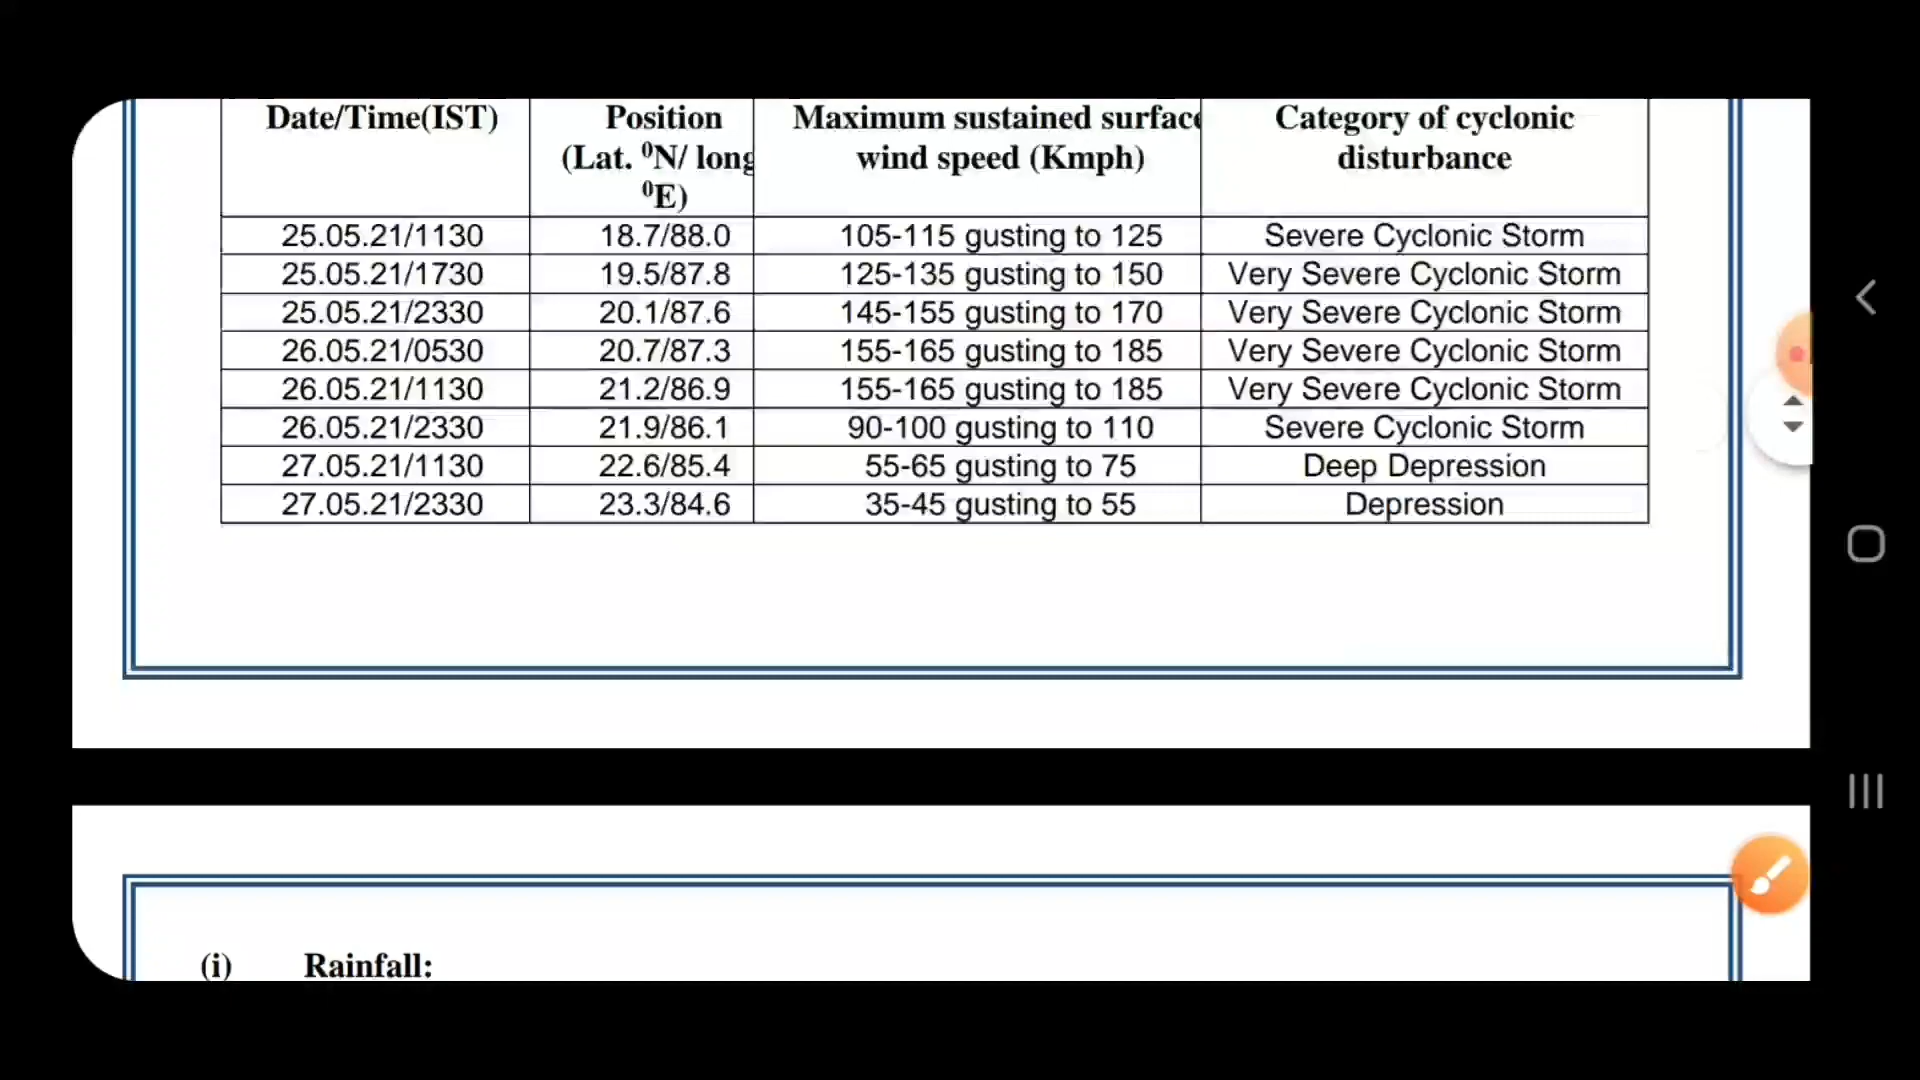 Date/Time(IST) Position (Lat. ⁰N/ long ⁰E) Maximum sustained surface wind speed (Kmph) Category of cyclonic disturbance
25.05.21/1130 18.7/88.0 105-115 gusting to 125 Severe Cyclonic Storm
25.05.21/1730 19.5/87.8 125-135 gusting to 150 Very Severe Cyclonic Storm
25.05.21/2330 20.1/87.6 145-155 gusting to 170 Very Severe Cyclonic Storm
26.05.21/0530 20.7/87.3 155-165 gusting to 185 Very Severe Cyclonic Storm
26.05.21/1130 21.2/86.9 155-165 gusting to 185 Very Severe Cyclonic Storm
26.05.21/2330 21.9/86.1 90-100 gusting to 110 Severe Cyclonic Storm
27.05.21/1130 22.6/85.4 55-65 gusting to 75 Deep Depression
27.05.21/2330 23.3/84.6 35-45 gusting to 55 Depression
(i) Rainfall: